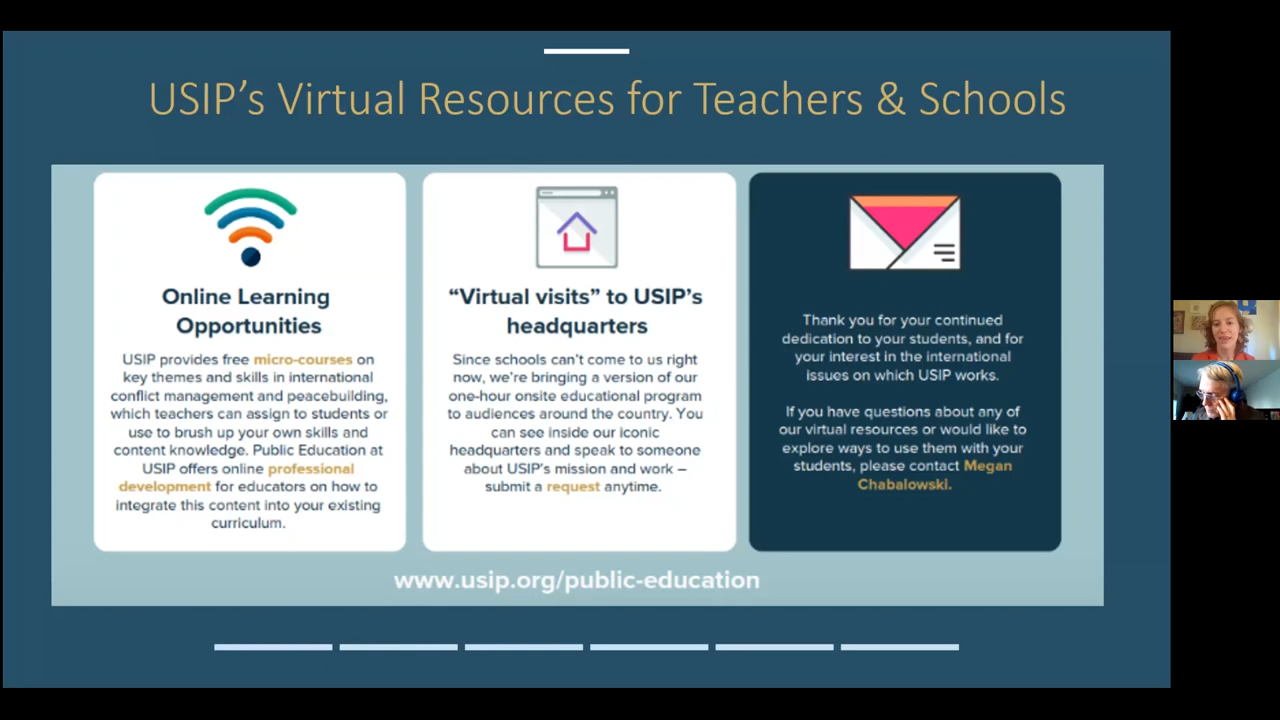 USIP’s Virtual Resources for Teachers & Schools
Online Learning
Opportunities
USIP provides free micro-courses on
key themes and skills in international
conflict management and peacebuilding,
which teachers can assign to students or
use to brush up your own skills and
content knowledge. Public Education at
USIP offers online professional
development for educators on how to
integrate this content into your existing
curriculum.
“Virtual visits” to USIP’s
headquarters
Since schools can’t come to us right
now, we’re bringing a version of our
one-hour onsite educational program
to audiences around the country. You
can see inside our iconic
headquarters and speak to someone
about USIP’s mission and work –
submit a request anytime.
Thank you for your continued
dedication to your students, and for
your interest in the international
issues on which USIP works.
If you have questions about any of
our virtual resources or would like to
explore ways to use them with your
students, please contact Megan
Chabalowski.
www.usip.org/public-education